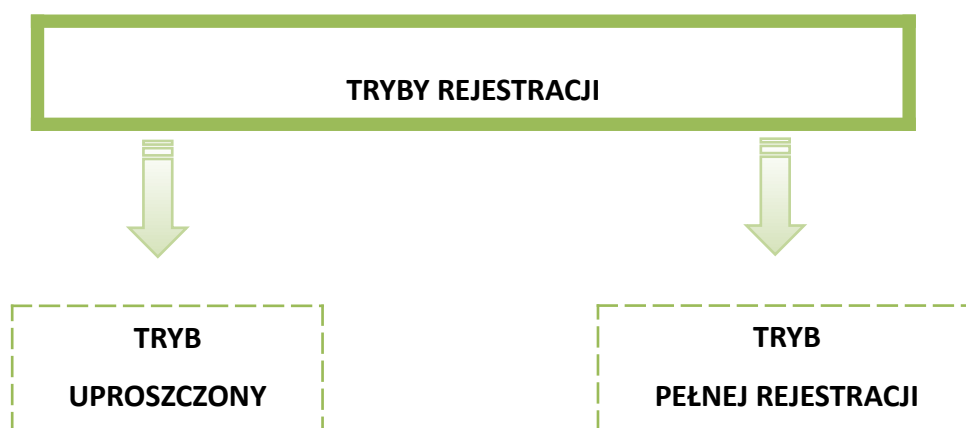 TRYBY REJESTRACJI
TRYB
UPROSZCZONY
TRYB
PEŁNEJ REJESTRACJI